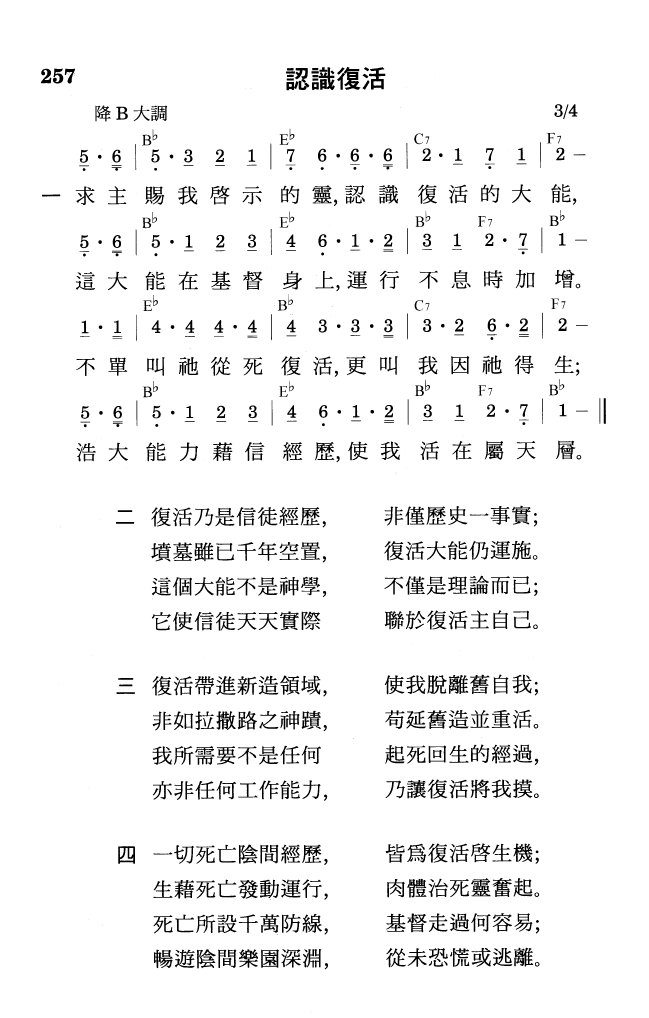 257
認識復活
降 B 大調 3/4
B♭ E♭ C7 F7
5·6 | 5·3 2 1 | 7 6·6·6 | 2·1 7 1 | 2 –
一 求主賜我啓示的靈,認識復活的大能,
B♭ E♭ B♭ F7 B♭
5·6 | 5·1 2 3 | 4 6·1·2 | 3 1 2·7 | 1 –
這大能在基督身上,運行不息時加增。
E♭ B♭ C7 F7
1·1 | 4·4 4·4 | 4 3·3·3 | 3·2 6·2 | 2 –
不單叫祂從死復活,更叫我因祂得生;
B♭ E♭ B♭ F7 B♭
5·6 | 5·1 2 3 | 4 6·1·2 | 3 1 2·7 | 1 – ‖
浩大能力藉信經歷,使我活在屬天層。
二 復活乃是信徒經歷, 非僅歷史一事實;
墳墓雖已千年空置, 復活大能仍運施。
這個大能不是神學, 不僅是理論而已;
它使信徒天天實際 聯於復活主自己。
三 復活帶進新造領域, 使我脫離舊自我;
非如拉撒路之神蹟, 苟延舊造並重活。
我所需要不是任何 起死回生的經過,
亦非任何工作能力, 乃讓復活將我摸。
四 一切死亡陰間經歷, 皆爲復活啓生機;
生藉死亡發動運行, 肉體治死靈奮起。
死亡所設千萬防線, 基督走過何容易;
暢遊陰間樂園深淵, 從未恐慌或逃離。